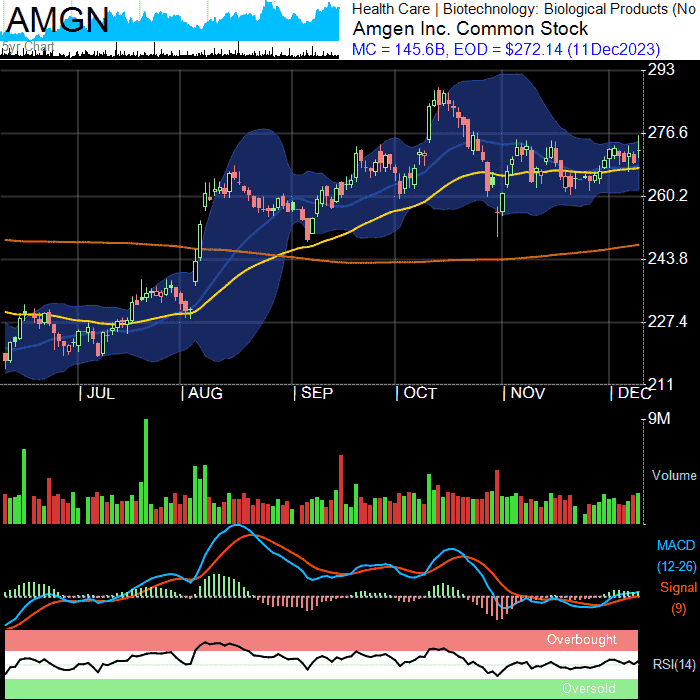 AMGN
5yr Chart
Health Care | Biotechnology: Biological Products (No
Amgen Inc. Common Stock
MC = 145.6B, EOD = $272.14 (11Dec2023)
293
276.6
260.2
243.8
227.4
211
| JUL | AUG | SEP | OCT | NOV | DEC
9M
Volume
MACD
(12-26)
Signal
(9)
Overbought
RSI(14)
Oversold